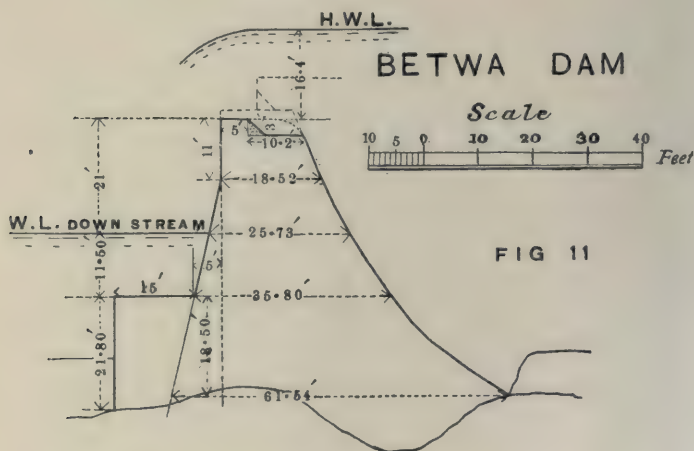 H.W.L.
16·4′
BETWA DAM
Scale
10 5 0 10 20 30 40
Feet
5′
3′
10·2′
11′
21′
18·52′
W.L. DOWN STREAM
25·73′
FIG 11
11·50′
5′
15′
35·80′
18·50′
21·80′
61·54′